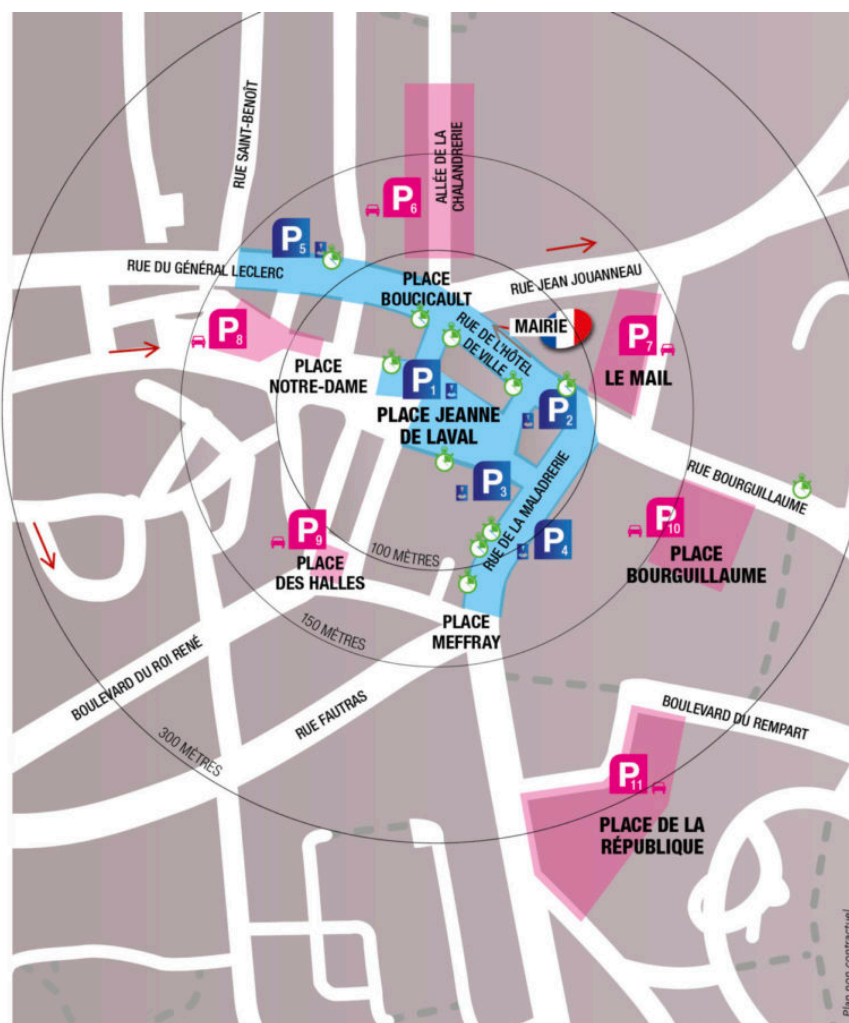 RUE SAINT-BENOÎT
ALLÉE DE LA
CHALANDRERIE
P6
P5
RUE DU GÉNÉRAL LECLERC
PLACE
BOUCICAULT
RUE JEAN JOUANNEAU
MAIRIE
RUE DE L'HÔTEL
DE VILLE
P8
P7
LE MAIL
PLACE
NOTRE-DAME
P1
PLACE JEANNE
DE LAVAL
P2
P3
RUE DE LA MALADRERIE
P4
RUE BOURGUILLAUME
P10
PLACE
BOURGUILLAUME
P9
PLACE
DES HALLES
100 MÈTRES
150 MÈTRES
PLACE
MEFFRAY
BOULEVARD DU ROI RENÉ
RUE FAUTRAS
300 MÈTRES
BOULEVARD DU REMPART
P11
PLACE DE LA
RÉPUBLIQUE
Plan non contractuel